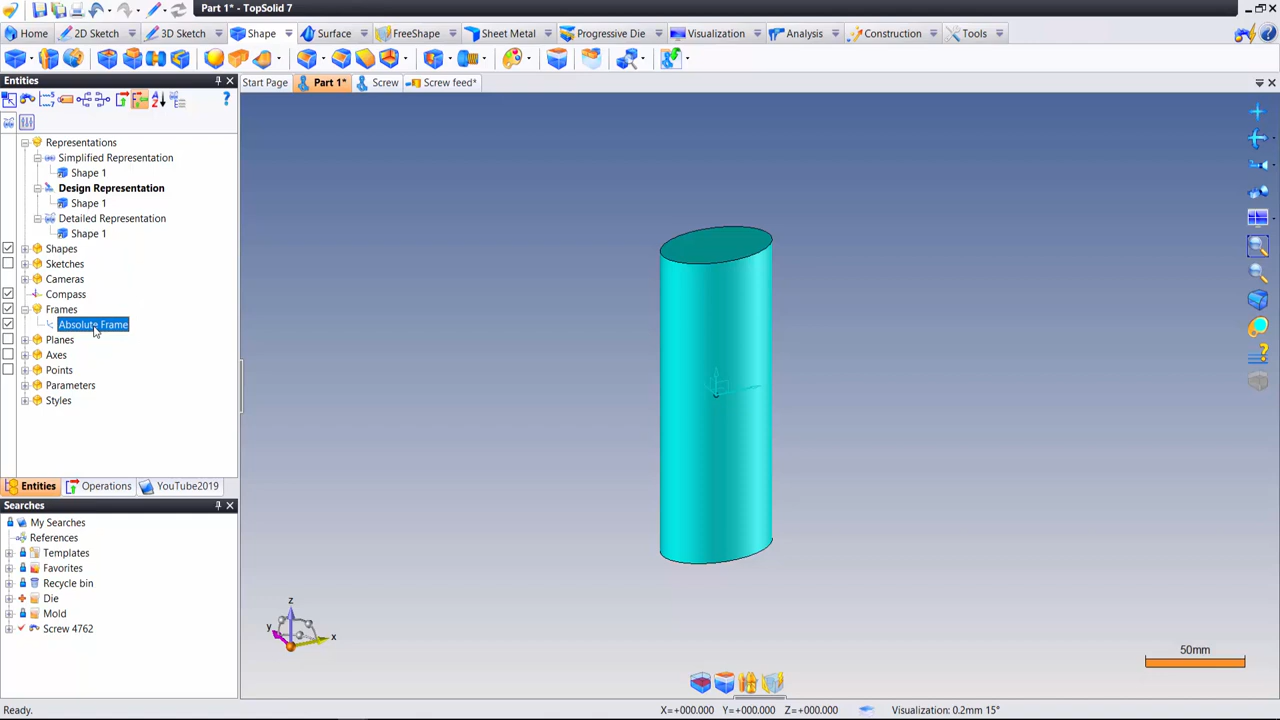 Part 1* - TopSolid 7
Home 2D Sketch 3D Sketch Shape Surface FreeShape Sheet Metal Progressive Die Visualization Analysis Construction Tools
Entities
Start Page Part 1* Screw Screw feed*
Representations
Simplified Representation
Shape 1
Design Representation
Shape 1
Detailed Representation
Shape 1
Shapes
Sketches
Cameras
Compass
Frames
Absolute Frame
Planes
Axes
Points
Parameters
Styles
Entities Operations YouTube2019
Searches
My Searches
References
Templates
Favorites
Recycle bin
Die
Mold
Screw 4762
z
y
x
50mm
Ready.
X=+000.000 Y=+000.000 Z=+000.000 Visualization: 0.2mm 15°